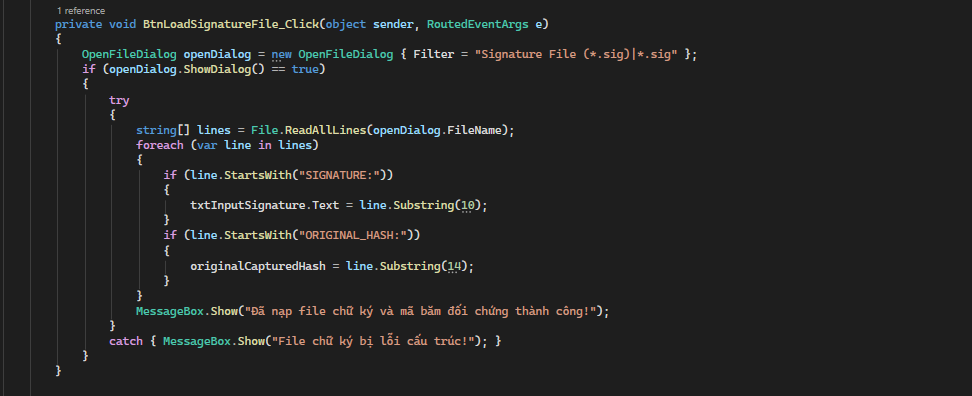 1 reference
private void BtnLoadSignatureFile_Click(object sender, RoutedEventArgs e)
{
OpenFileDialog openDialog = new OpenFileDialog { Filter = "Signature File (*.sig)|*.sig" };
if (openDialog.ShowDialog() == true)
{
try
{
string[] lines = File.ReadAllLines(openDialog.FileName);
foreach (var line in lines)
{
if (line.StartsWith("SIGNATURE:"))
{
txtInputSignature.Text = line.Substring(10);
}
if (line.StartsWith("ORIGINAL_HASH:"))
{
originalCapturedHash = line.Substring(14);
}
}
MessageBox.Show("Đã nạp file chữ ký và mã băm đối chứng thành công!");
}
catch { MessageBox.Show("File chữ ký bị lỗi cấu trúc!"); }
}
}